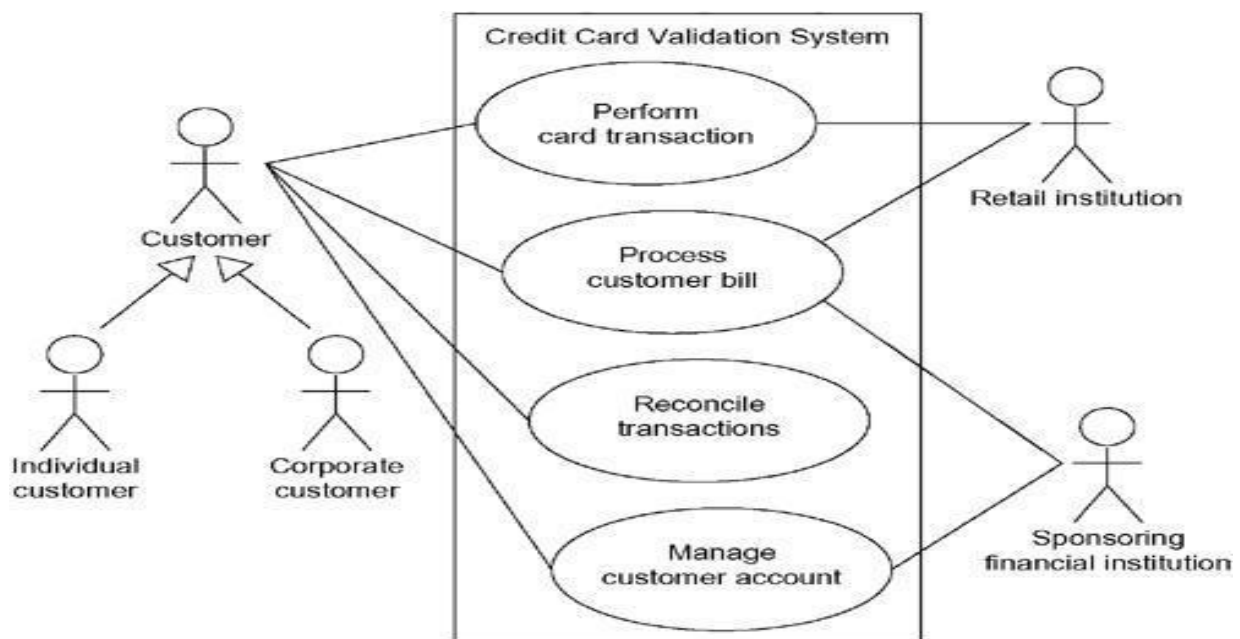 Credit Card Validation System
Perform
card transaction
Retail institution
Customer
Process
customer bill
Reconcile
transactions
Individual
customer
Corporate
customer
Manage
customer account
Sponsoring
financial institution